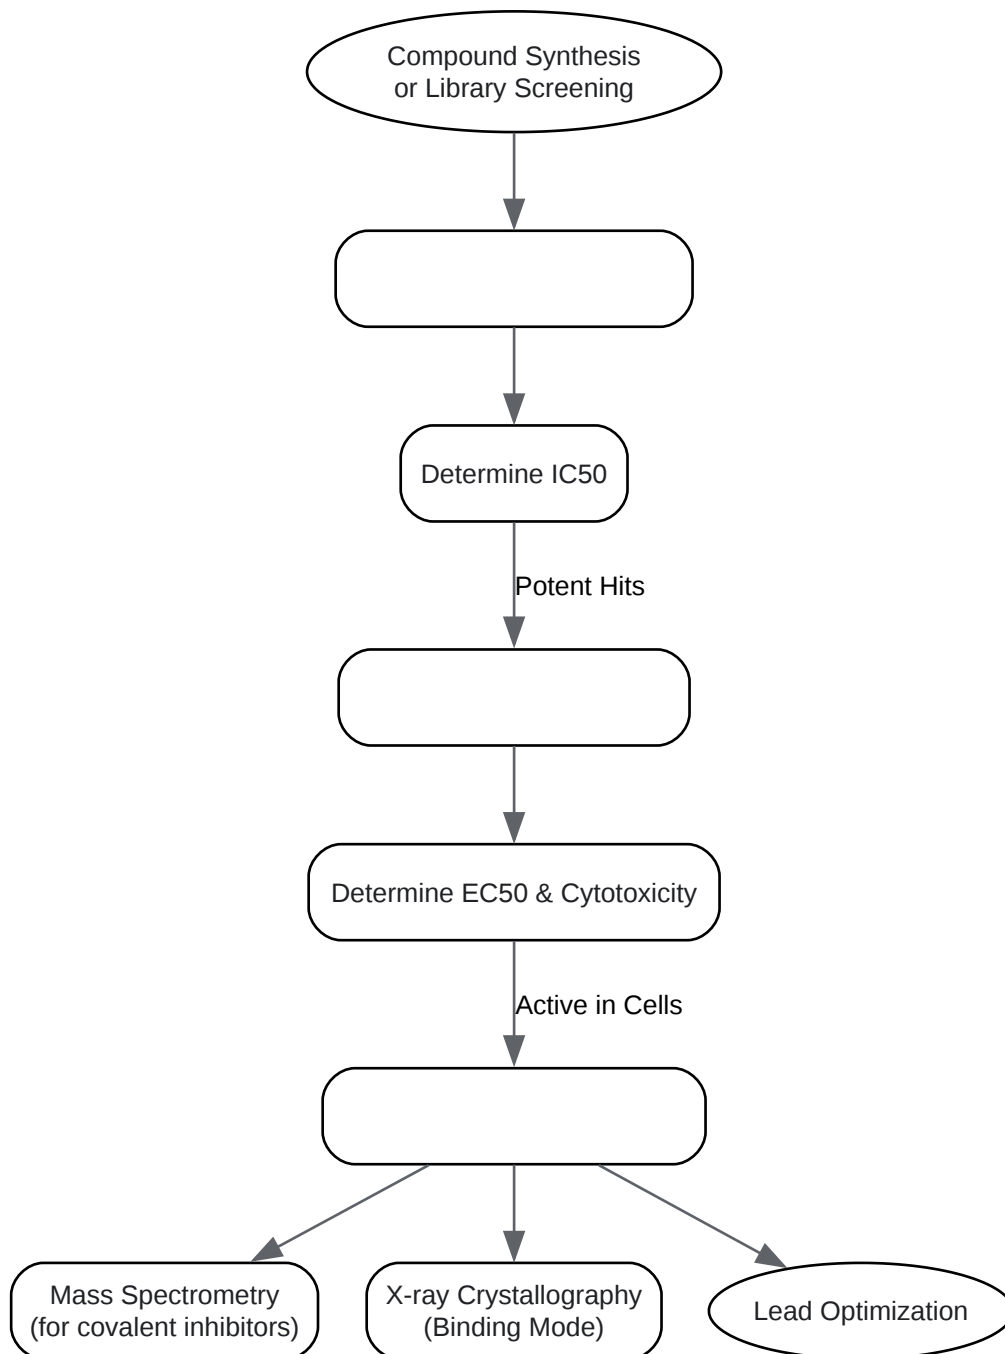 Compound Synthesis
or Library Screening
Determine IC50
Potent Hits
Determine EC50 & Cytotoxicity
Active in Cells
Mass Spectrometry
(for covalent inhibitors)
X-ray Crystallography
(Binding Mode)
Lead Optimization